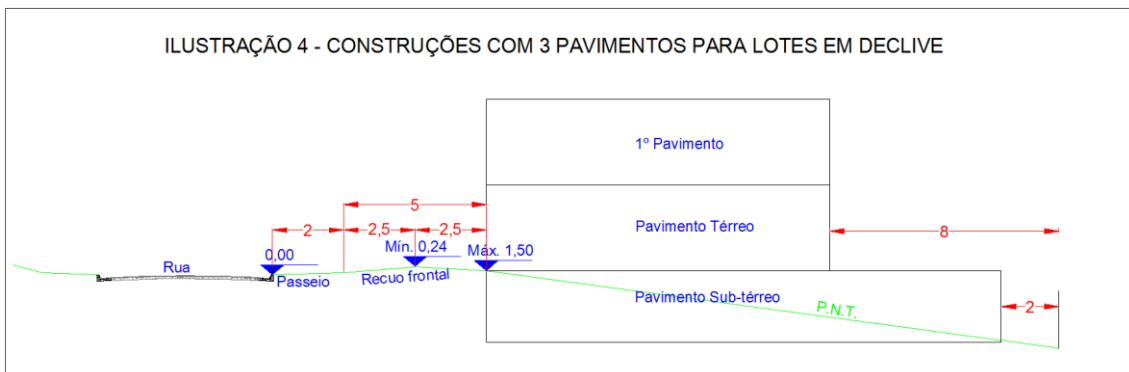 ILUSTRAÇÃO 4 - CONSTRUÇÕES COM 3 PAVIMENTOS PARA LOTES EM DECLIVE
1º Pavimento
5
Pavimento Térreo
2
2,5
2,5
8
0,00
Mín. 0,24
Máx. 1,50
Rua
Passeio
Recuo frontal
Pavimento Sub-térreo
P.N.T.
2